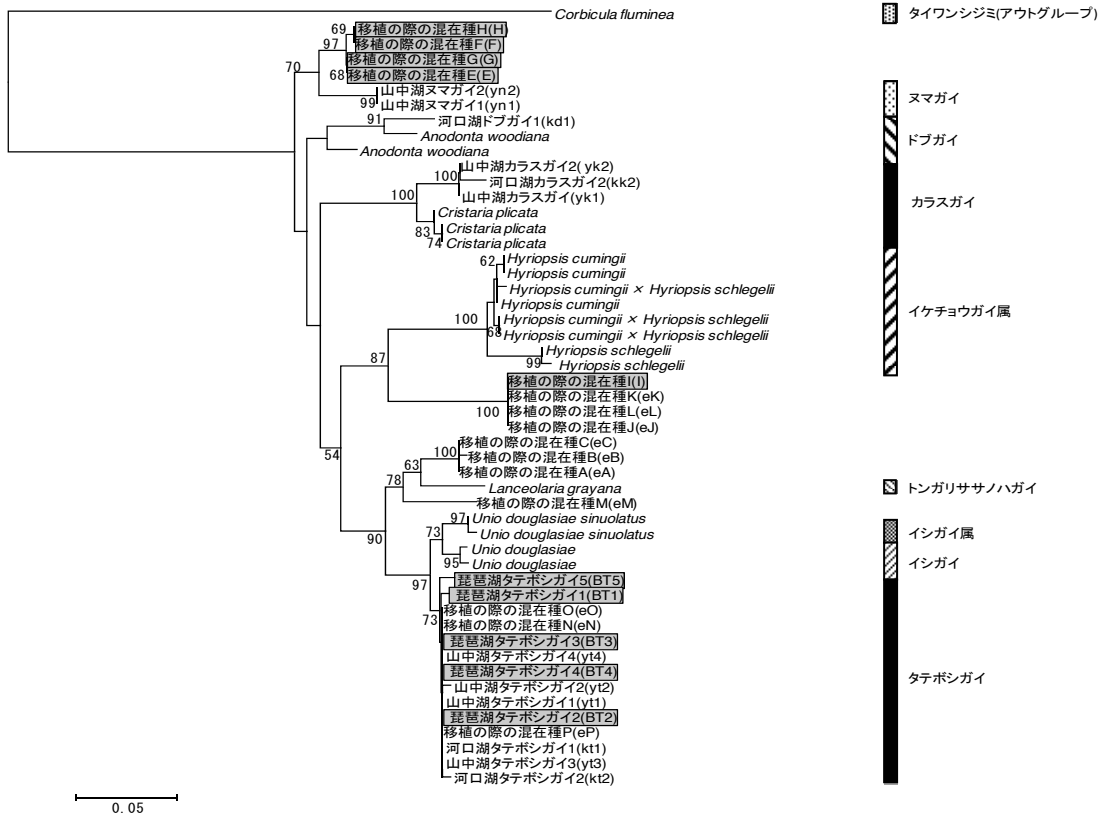 Corbicula fluminea
タイワンシジミ(アウトグループ)
69
移植の際の混在種H(H)
97
移植の際の混在種F(F)
移植の際の混在種G(G)
70
68
移植の際の混在種E(E)
山中湖ヌマガイ2(yn2)
ヌマガイ
99
山中湖ヌマガイ1(yn1)
91
河口湖ドブガイ1(kd1)
Anodonta woodiana
ドブガイ
Anodonta woodiana
山中湖カラスガイ2( yk2)
100
河口湖カラスガイ2(kk2)
100
山中湖カラスガイ(yk1)
カラスガイ
Cristaria plicata
83
Cristaria plicata
74
Cristaria plicata
62
Hyriopsis cumingii
Hyriopsis cumingii
Hyriopsis cumingii × Hyriopsis schlegelii
Hyriopsis cumingii
イケチョウガイ属
100
Hyriopsis cumingii × Hyriopsis schlegelii
68
Hyriopsis cumingii × Hyriopsis schlegelii
87
Hyriopsis schlegelii
99
Hyriopsis schlegelii
移植の際の混在種I(I)
移植の際の混在種K(eK)
100
移植の際の混在種L(eL)
移植の際の混在種J(eJ)
移植の際の混在種C(eC)
54
100
移植の際の混在種B(eB)
63
移植の際の混在種A(eA)
78
Lanceolaria grayana
トンガリササノハガイ
移植の際の混在種M(eM)
97
Unio douglasiae sinuolatus
90
73
Unio douglasiae sinuolatus
イシガイ属
Unio douglasiae
95
Unio douglasiae
イシガイ
97
琵琶湖タテボシガイ5(BT5)
琵琶湖タテボシガイ1(BT1)
73
移植の際の混在種O(eO)
移植の際の混在種N(eN)
琵琶湖タテボシガイ3(BT3)
山中湖タテボシガイ4(yt4)
琵琶湖タテボシガイ4(BT4)
タテボシガイ
山中湖タテボシガイ2(yt2)
山中湖タテボシガイ1(yt1)
琵琶湖タテボシガイ2(BT2)
移植の際の混在種P(eP)
河口湖タテボシガイ1(kt1)
山中湖タテボシガイ3(yt3)
河口湖タテボシガイ2(kt2)
0.05